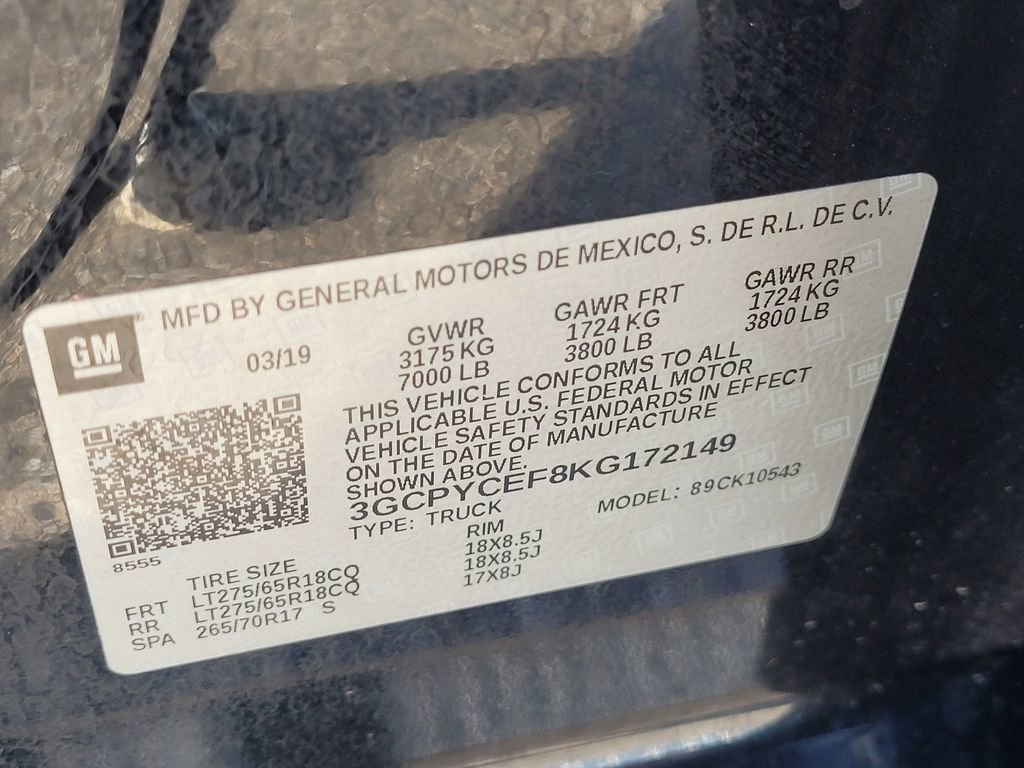 MFD BY GENERAL MOTORS DE MEXICO, S. DE R.L. DE C.V.
GM®
03/19
GVWR
3175 KG
7000 LB
GAWR FRT
1724 KG
3800 LB
GAWR RR
1724 KG
3800 LB
THIS VEHICLE CONFORMS TO ALL
APPLICABLE U.S. FEDERAL MOTOR
VEHICLE SAFETY STANDARDS IN EFFECT
ON THE DATE OF MANUFACTURE
SHOWN ABOVE.
3GCPYCEF8KG172149
TYPE: TRUCK
MODEL: 89CK10543
8555
TIRE SIZE RIM
FRT LT275/65R18CQ 18X8.5J
RR LT275/65R18CQ 18X8.5J
SPA 265/70R17 S 17X8J